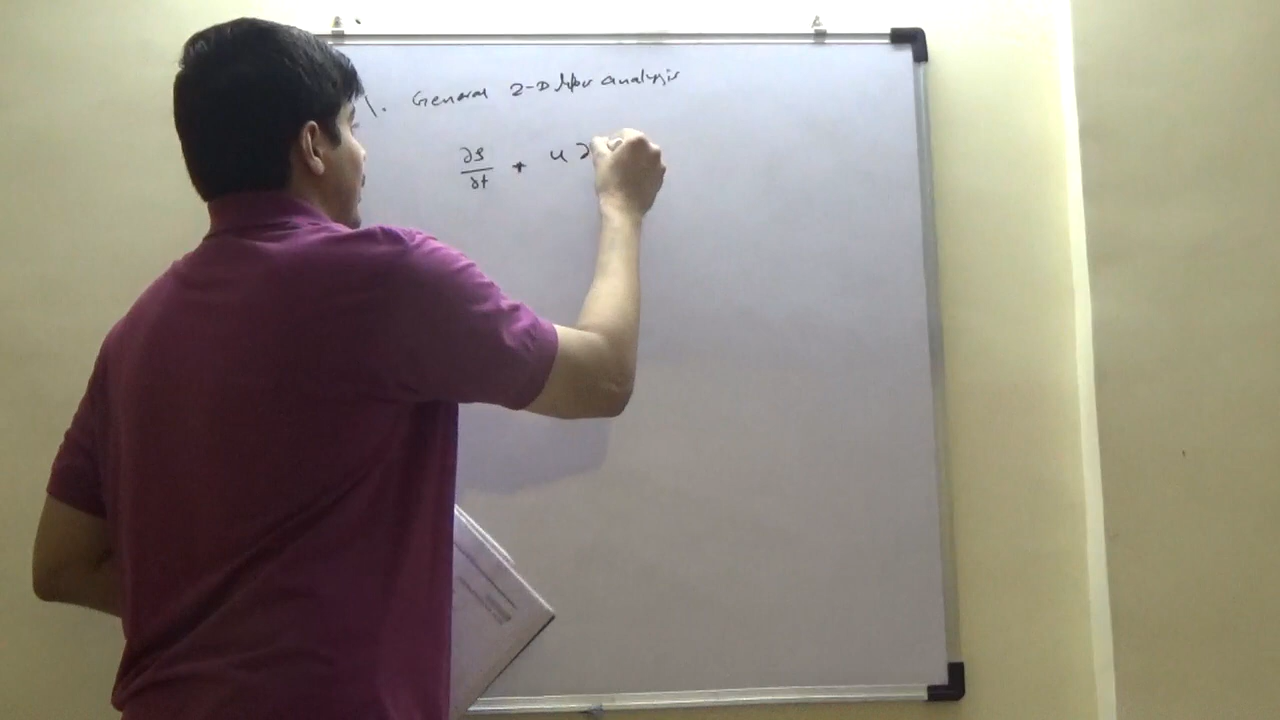 1. General 2-D flow analysis
∂ρ/∂t + u ∂